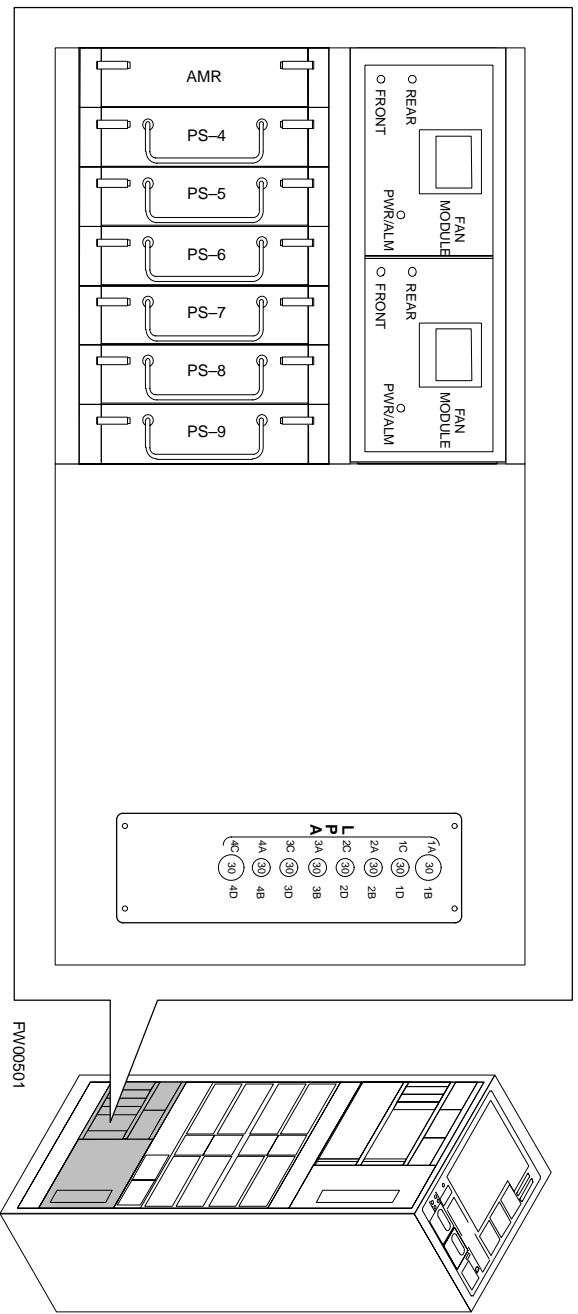 AMR
PS–4
PS–5
PS–6
PS–7
PS–8
PS–9
FAN
MODULE
REAR
FRONT
PWR/ALM
FAN
MODULE
REAR
FRONT
PWR/ALM
L
P
A
1A 30 1B
1C 30 1D
2A 30 2B
2C 30 2D
3A 30 3B
3C 30 3D
4A 30 4B
4C 30 4D
FW00501